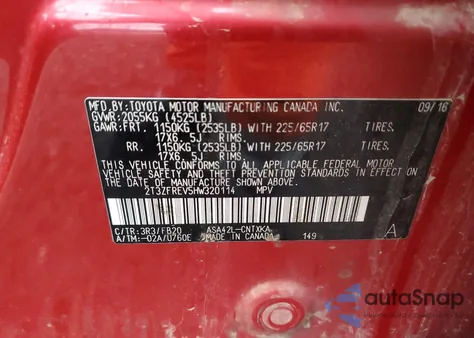 MFD.BY:TOYOTA MOTOR MANUFACTURING CANADA INC. 09/16
GVWR:2055KG (4525LB)
GAWR:FRT. 1150KG (2535LB) WITH 225/65R17 TIRES.
17X6.5J RIMS.
RR. 1150KG (2535LB) WITH 225/65R17 TIRES.
17X6.5J RIMS.
THIS VEHICLE CONFORMS TO ALL APPLICABLE FEDERAL MOTOR
VEHICLE SAFETY STANDARDS IN EFFECT ON THE DATE OF
MANUFACTURE SHOWN ABOVE.
2T3ZFREV5HW320114 MPV
C/TR:3R3/FB20 ASA42L-CNTXKA
A/TM:-02A/U760E MADE IN CANADA 149 A
autoSnap